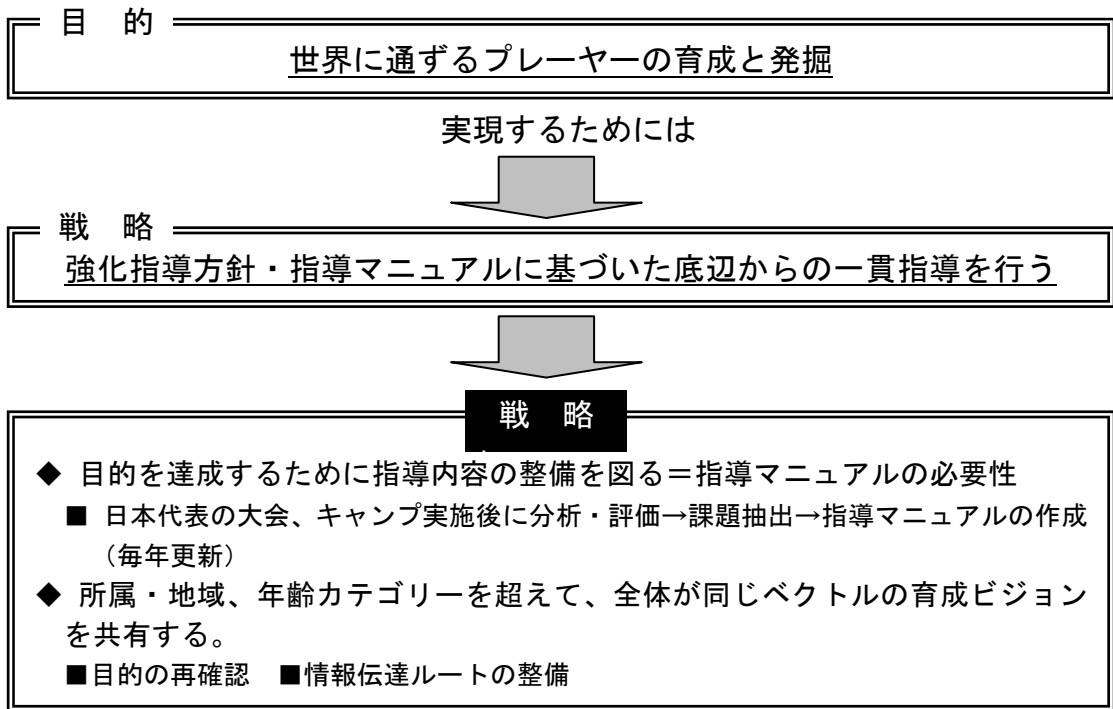 目　的
世界に通ずるプレーヤーの育成と発掘
実現するためには
戦　略
強化指導方針・指導マニュアルに基づいた底辺からの一貫指導を行う
戦　略
◆ 目的を達成するために指導内容の整備を図る＝指導マニュアルの必要性
■ 日本代表の大会、キャンプ実施後に分析・評価→課題抽出→指導マニュアルの作成
（毎年更新）
◆ 所属・地域、年齢カテゴリーを超えて、全体が同じベクトルの育成ビジョン
を共有する。
■目的の再確認　■情報伝達ルートの整備